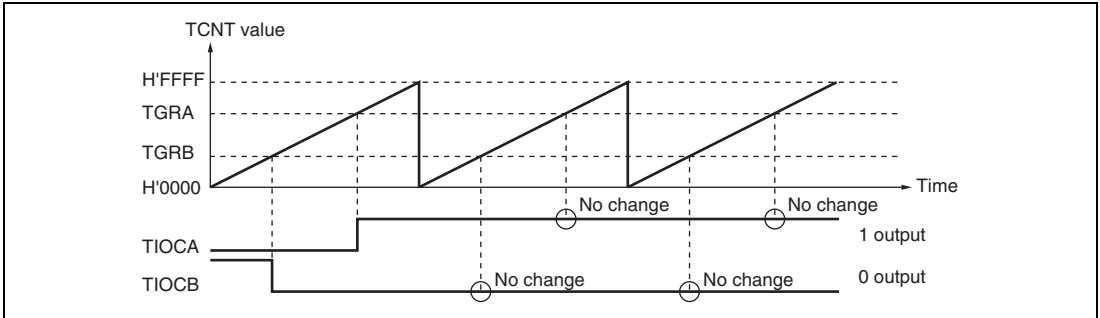 TCNT value
H'FFFF
TGRA
TGRB
H'0000
Time
No change
No change
TIOCA
1 output
TIOCB
No change
No change
0 output